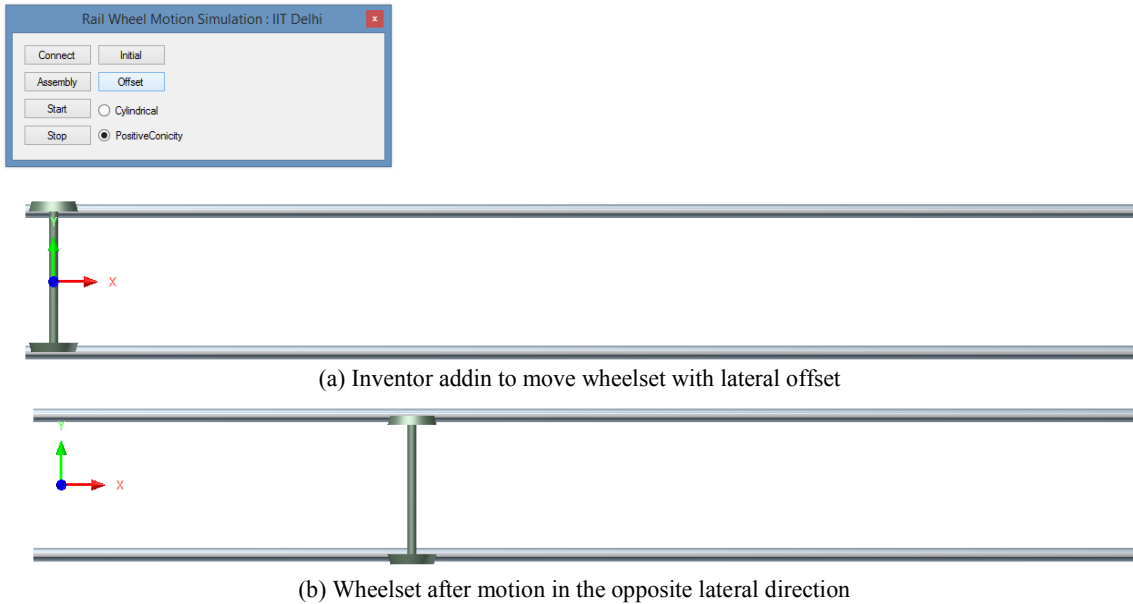 Rail Wheel Motion Simulation : IIT Delhi
x
Connect Initial
Assembly Offset
Start Cylindrical
Stop PositiveConicity
Y
X
(a) Inventor addin to move wheelset with lateral offset
Y
X
(b) Wheelset after motion in the opposite lateral direction